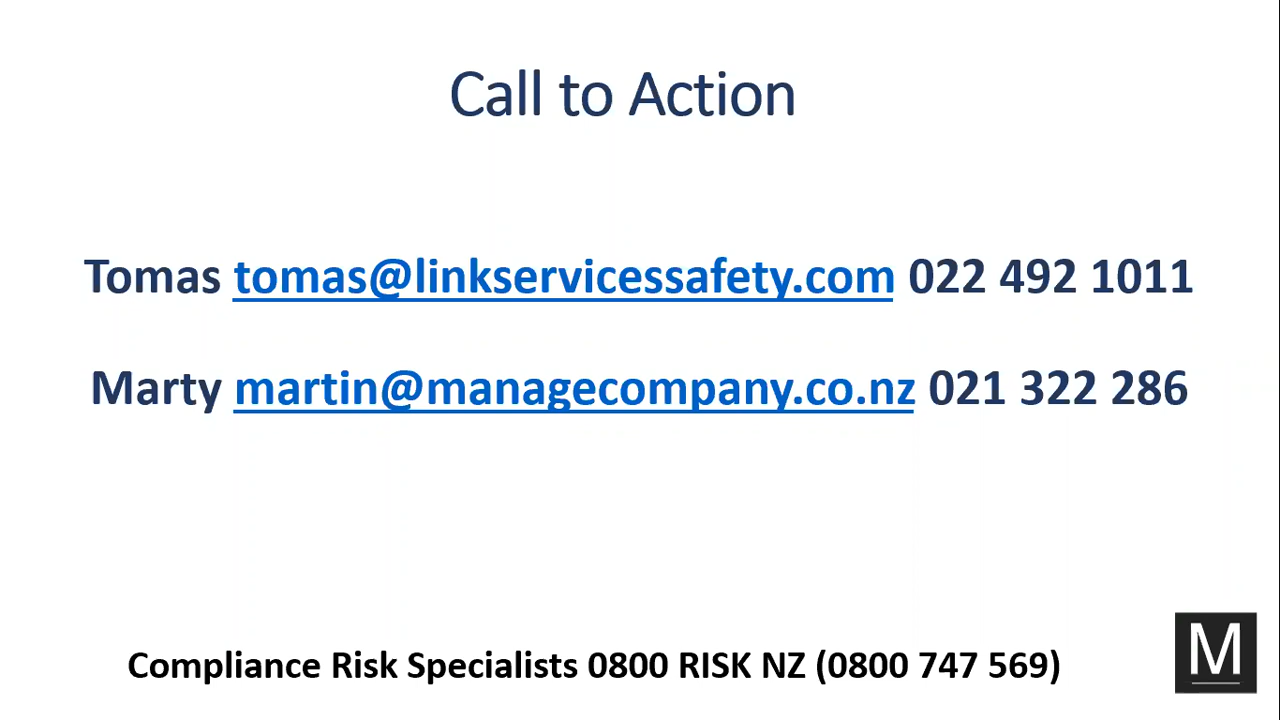 Call to Action
Tomas tomas@linkservicessafety.com 022 492 1011
Marty martin@managecompany.co.nz 021 322 286
Compliance Risk Specialists 0800 RISK NZ (0800 747 569)
M